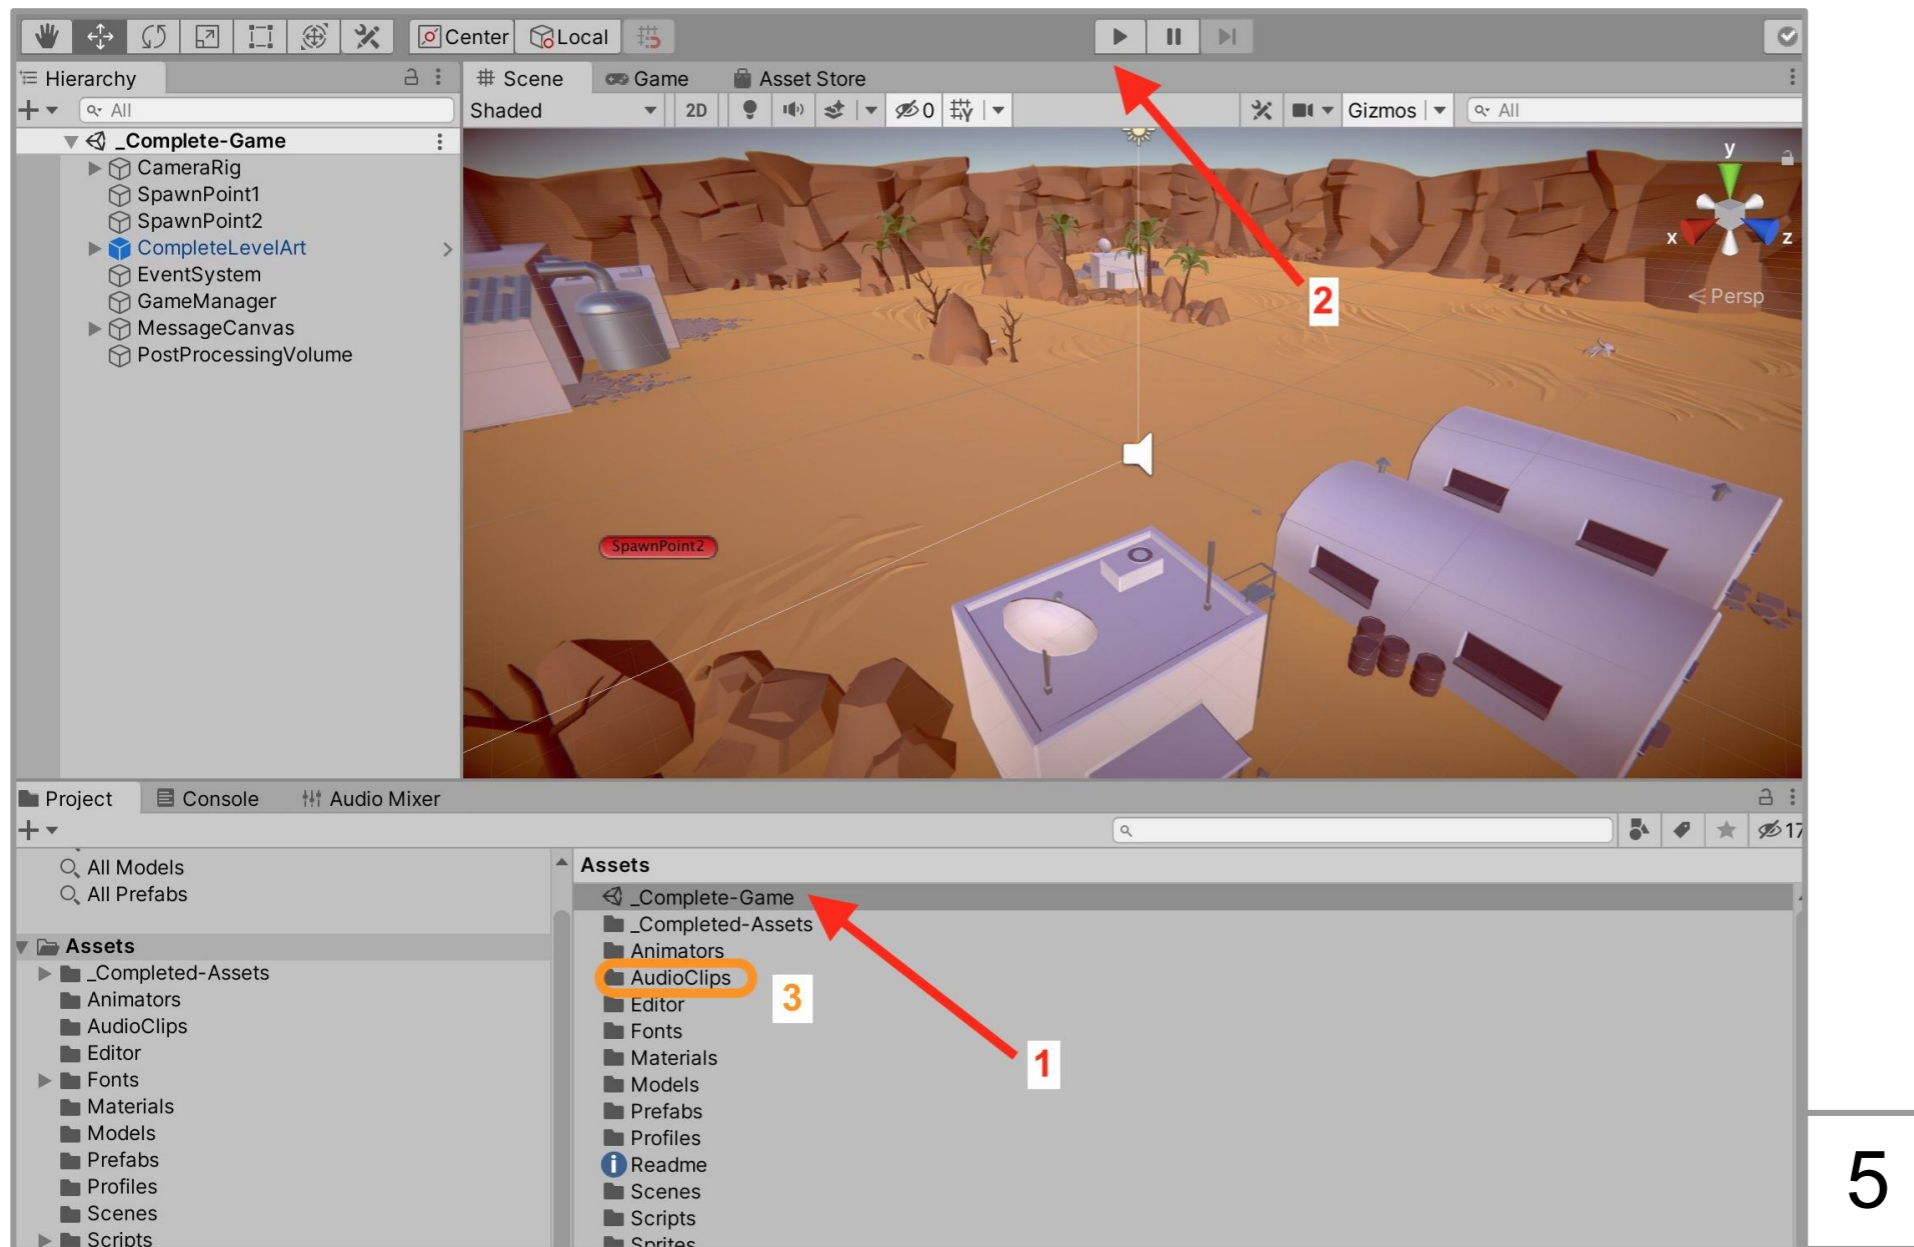 Center
Local
Hierarchy
All
_Complete-Game
CameraRig
SpawnPoint1
SpawnPoint2
CompleteLevelArt
EventSystem
GameManager
MessageCanvas
PostProcessingVolume
Scene
Game
Asset Store
Shaded
2D
0
Gizmos
All
y
x
z
Persp
2
SpawnPoint2
Project
Console
Audio Mixer
17
All Models
All Prefabs
Assets
_Completed-Assets
Animators
AudioClips
Editor
Fonts
Materials
Models
Prefabs
Profiles
Scenes
Scripts
Assets
_Complete-Game
_Completed-Assets
Animators
AudioClips
3
Editor
Fonts
Materials
1
Models
Prefabs
Profiles
Readme
Scenes
Scripts
Sprites
5